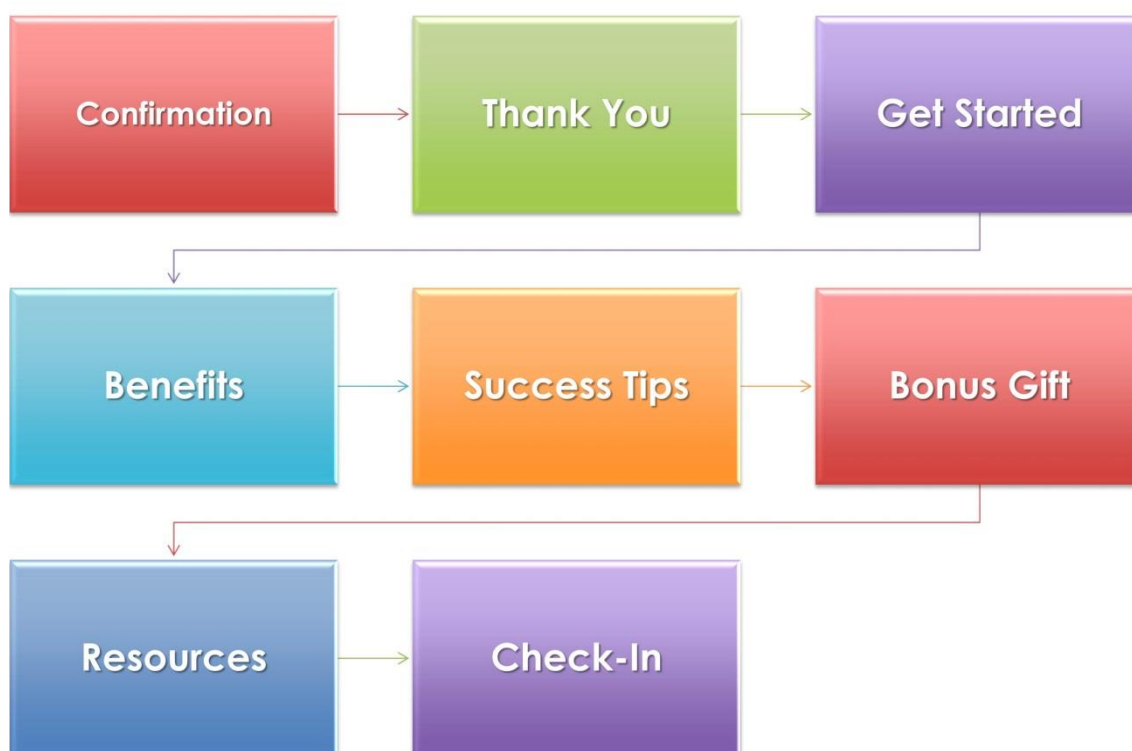 Confirmation
Thank You
Get Started
Benefits
Success Tips
Bonus Gift
Resources
Check-In